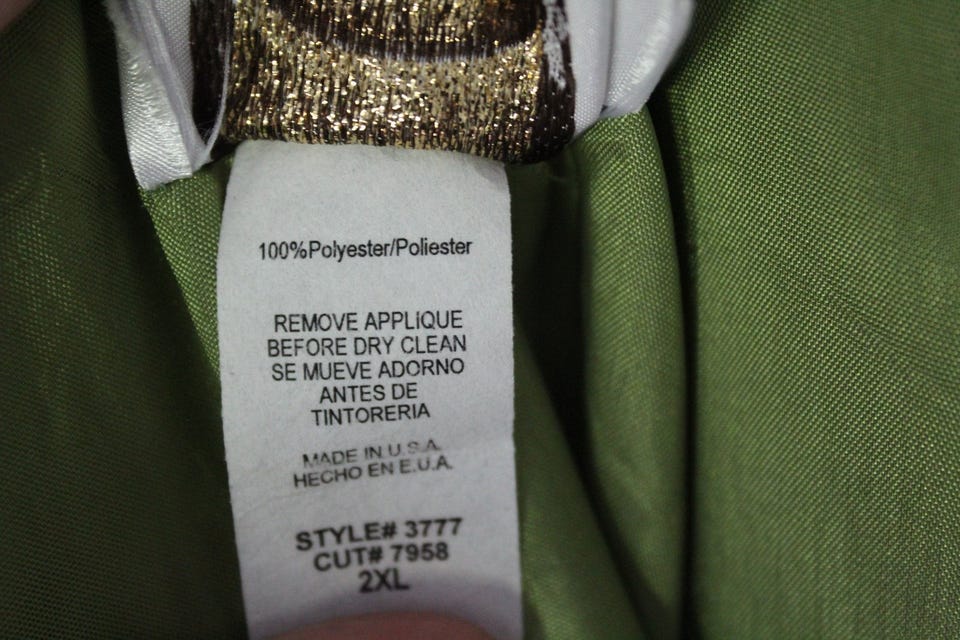 100%Polyester/Poliester
REMOVE APPLIQUE
BEFORE DRY CLEAN
SE MUEVE ADORNO
ANTES DE
TINTORERIA
MADE IN U.S.A.
HECHO EN E.U.A.
STYLE# 3777
CUT# 7958
2XL